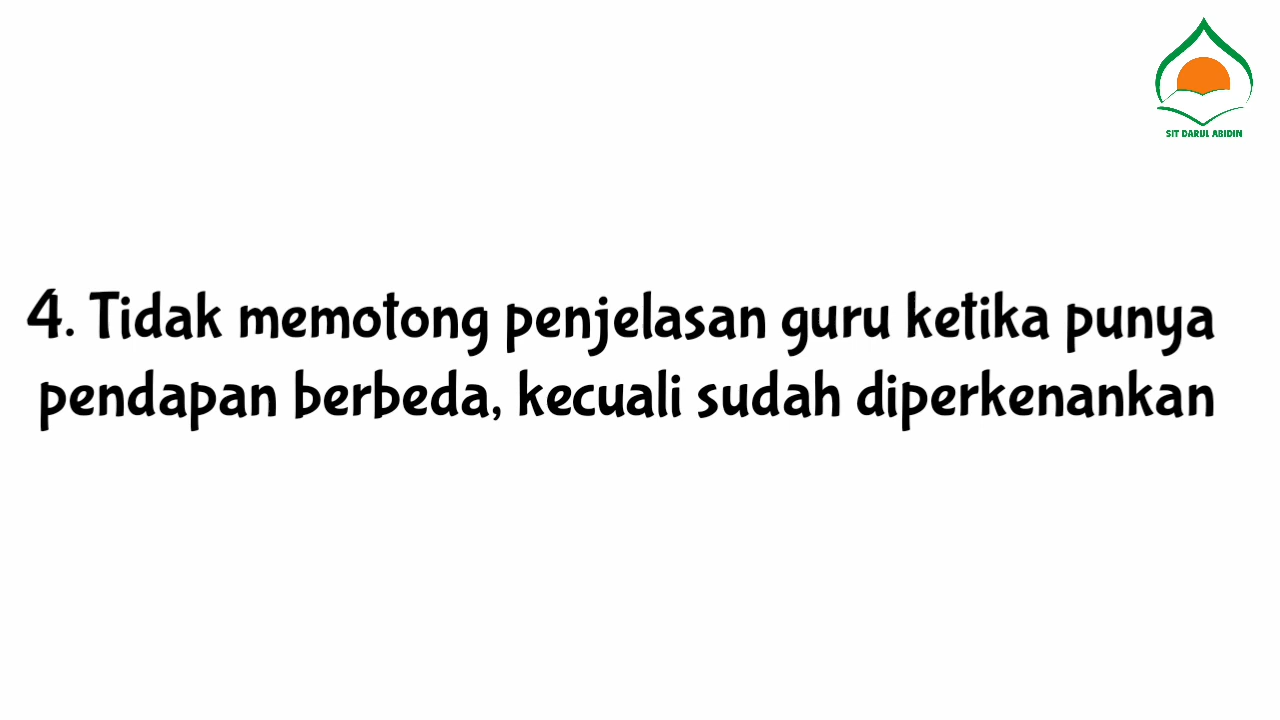 SIT DARUL ABIDIN
4. Tidak memotong penjelasan guru ketika punya
pendapan berbeda, kecuali sudah diperkenankan